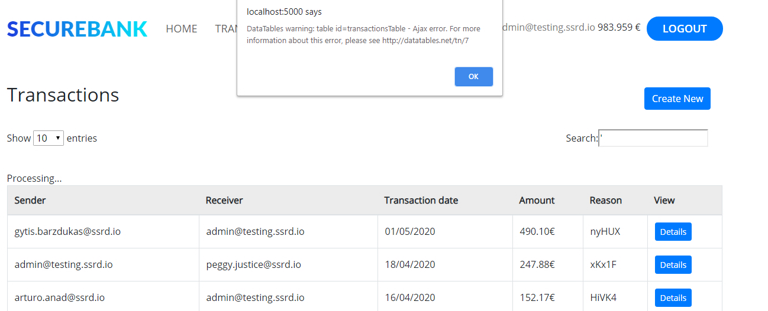 localhost:5000 says
DataTables warning: table id=transactionsTable - Ajax error. For more
information about this error, please see http://datatables.net/tn/7
OK
SECUREBANK HOME TRAN dmin@testing.ssrd.io 983.959 € LOGOUT
Transactions
Create New
Show 10 entries Search: '
Processing...
Sender Receiver Transaction date Amount Reason View
gytis.barzdukas@ssrd.io admin@testing.ssrd.io 01/05/2020 490.10€ nyHUX Details
admin@testing.ssrd.io peggy.justice@ssrd.io 18/04/2020 247.88€ xKx1F Details
arturo.anad@ssrd.io admin@testing.ssrd.io 16/04/2020 152.17€ HiVK4 Details